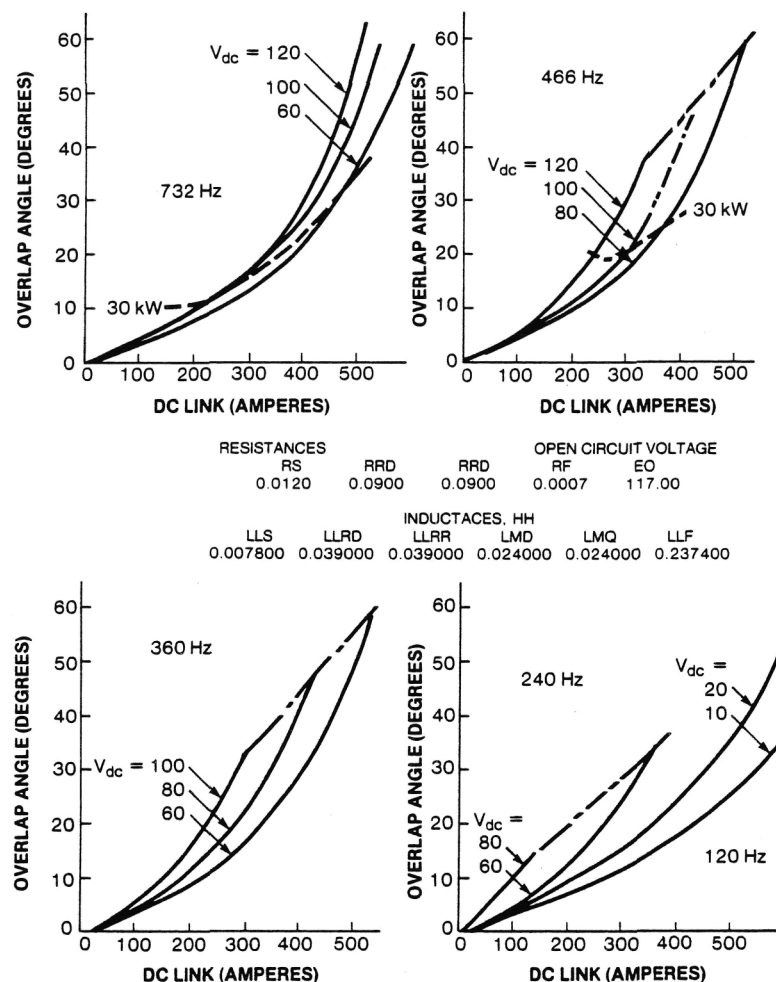 60
50
40
30
20
10
0
OVERLAP ANGLE (DEGREES)
Vdc = 120
100
60
732 Hz
30 kW
0 100 200 300 400 500
DC LINK (AMPERES)
60
50
40
30
20
10
0
OVERLAP ANGLE (DEGREES)
466 Hz
Vdc = 120
100
80
30 kW
0 100 200 300 400 500
DC LINK (AMPERES)
RESISTANCES OPEN CIRCUIT VOLTAGE
RS RRD RRD RF EO
0.0120 0.0900 0.0900 0.0007 117.00
INDUCTACES, HH
LLS LLRD LLRR LMD LMQ LLF
0.007800 0.039000 0.039000 0.024000 0.024000 0.237400
60
50
40
30
20
10
0
OVERLAP ANGLE (DEGREES)
360 Hz
Vdc = 100
80
60
0 100 200 300 400 500
DC LINK (AMPERES)
60
50
40
30
20
10
0
OVERLAP ANGLE (DEGREES)
240 Hz
Vdc =
20
10
Vdc =
80
60
120 Hz
100 200 300 400 500
DC LINK (AMPERES)